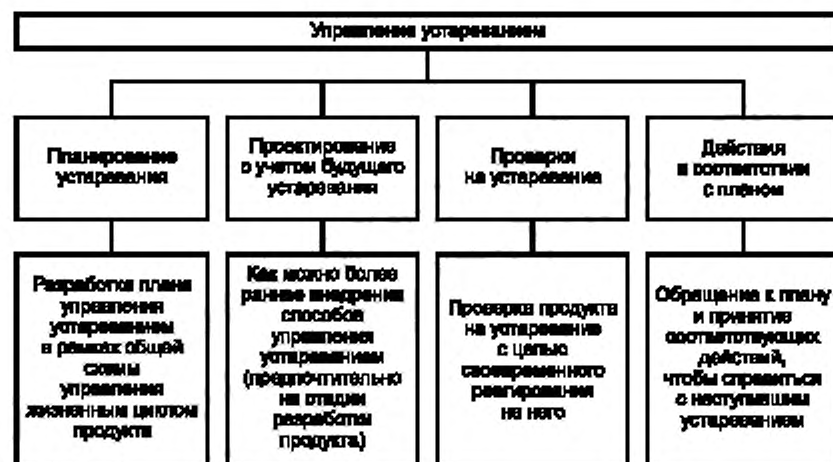 Управление устареванием
Планирование
устаревания
Проектирование
с учетом будущего
устаревания
Проверки
на устаревание
Действия
в соответствии
с планом
Разработка плана
управления
устареванием
в рамках общей
схемы
управления
жизненным циклом
продукта
Как можно более
раннее внедрение
способов
управления
устареванием
(предпочтительно
на стадии
разработки
продукта)
Проверка продукта
на устаревание
с целью
своевременного
реагирования
на него
Обращение к плану
и принятие
соответствующих
действий,
чтобы справиться
с наступившим
устареванием